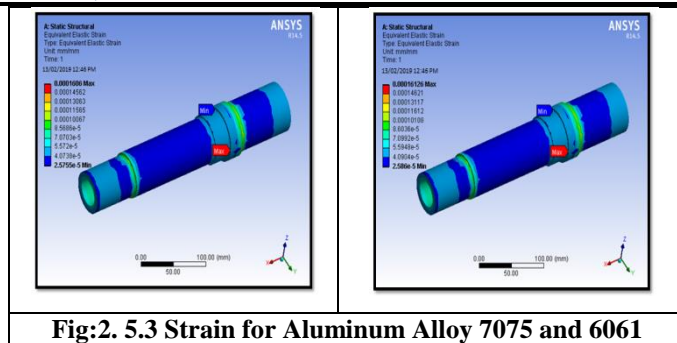 A: Static Structural
Equivalent Elastic Strain
Type: Equivalent Elastic Strain
Unit: mm/mm
Time: 1
13/02/2019 12:48 PM
0.0001606 Max
0.00014562
0.00013063
0.00011565
0.00010067
8.5686e-5
7.0703e-5
5.572e-5
4.0738e-5
2.5755e-5 Min
ANSYS
R14.5
Min
Max
0.00
100.00 (mm)
50.00
Z
X
Y
A: Static Structural
Equivalent Elastic Strain
Type: Equivalent Elastic Strain
Unit: mm/mm
Time: 1
13/02/2019 12:46 PM
0.00016126 Max
0.00014621
0.00013117
0.00011612
0.00010108
8.6036e-5
7.0992e-5
5.5948e-5
4.0904e-5
2.586e-5 Min
ANSYS
R14.5
Min
Max
0.00
100.00 (mm)
50.00
Z
X
Y
Fig:2. 5.3 Strain for Aluminum Alloy 7075 and 6061